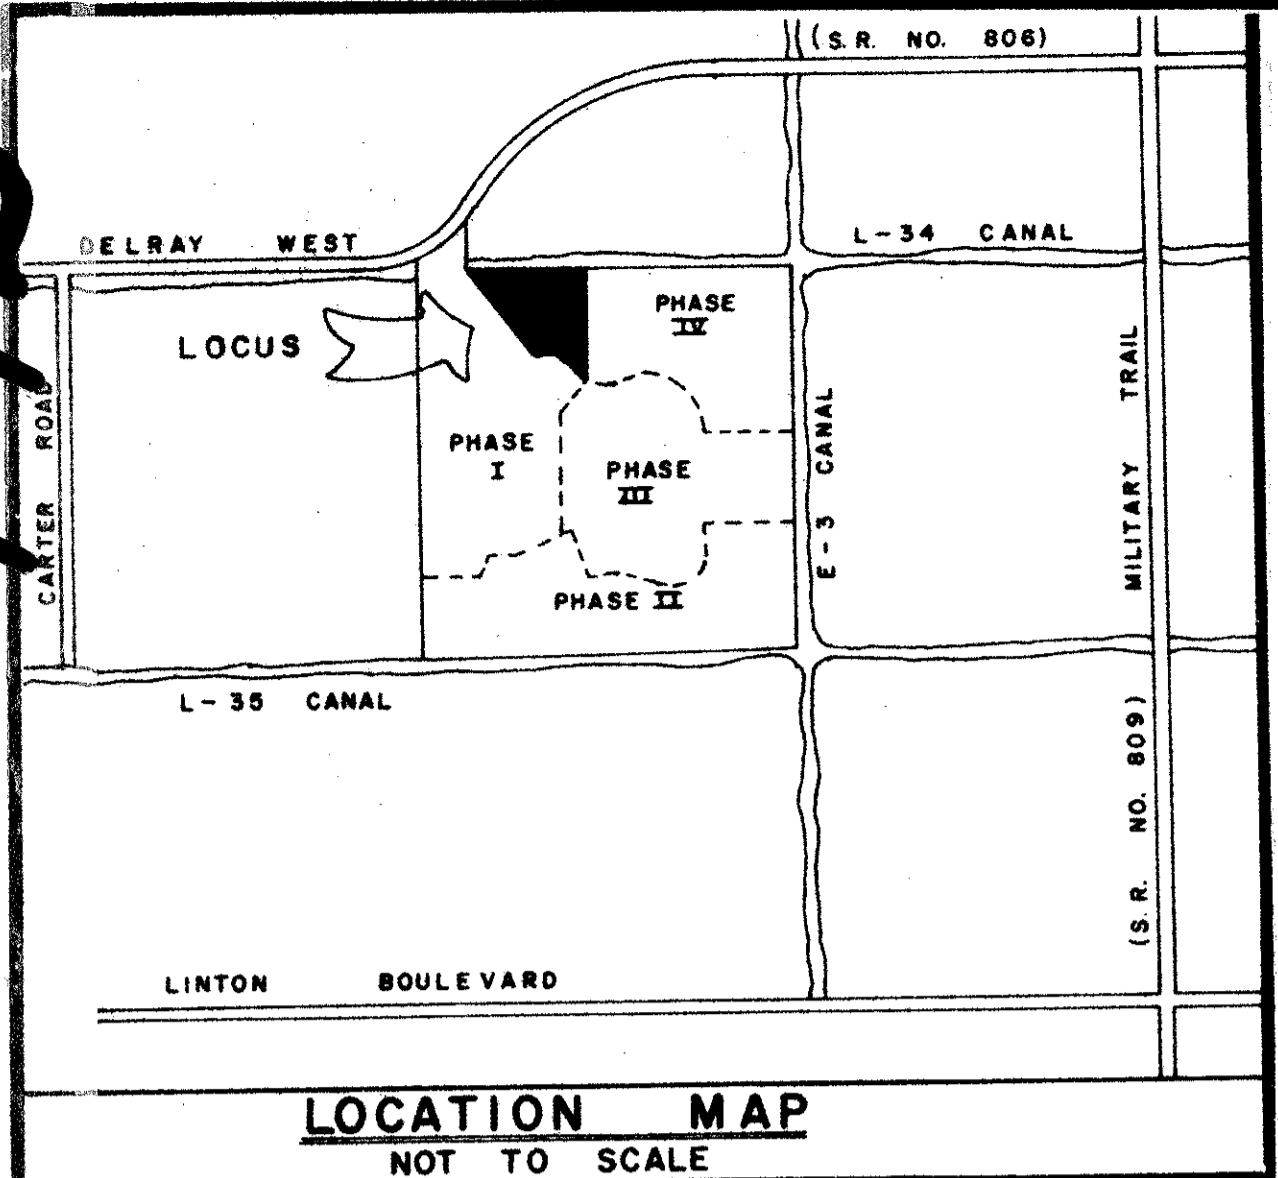 (S. R. NO. 806)
DELRAY WEST
L-34 CANAL
LOCUS
PHASE
IV
CARTER ROAD
PHASE
I
PHASE
III
E-3 CANAL
MILITARY TRAIL
PHASE II
L-35 CANAL
(S. R. NO. 809)
LINTON BOULEVARD
LOCATION MAP
NOT TO SCALE